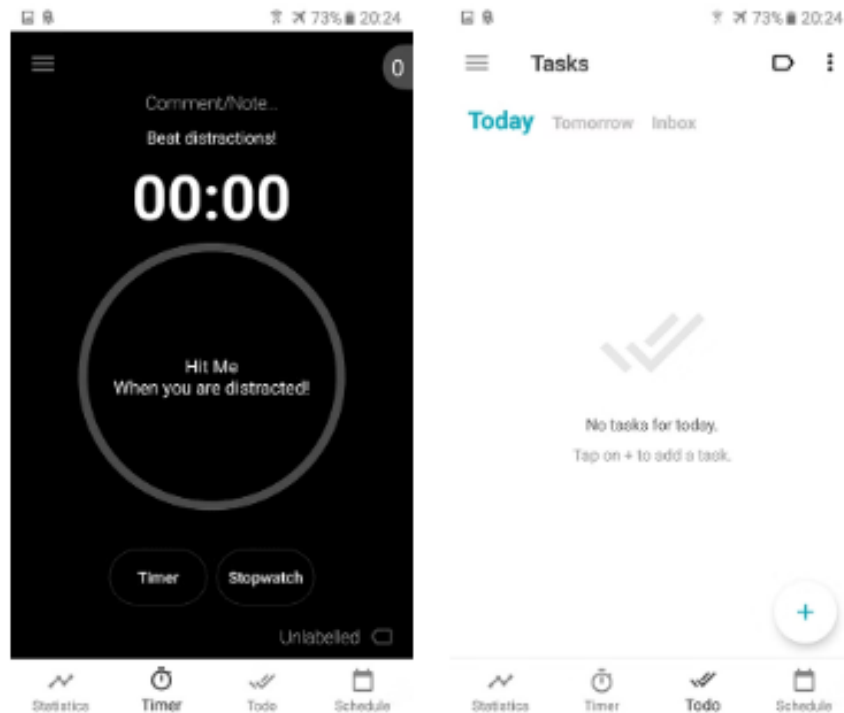 73% 20:24
0
Comment/Note...
Beat distractions!
00:00
Hit Me
When you are distracted!
Timer Stopwatch
Unlabelled
Statistics Timer Todo Schedule
73% 20:24
Tasks
Today Tomorrow Inbox
No tasks for today.
Tap on + to add a task.
+
Statistics Timer Todo Schedule